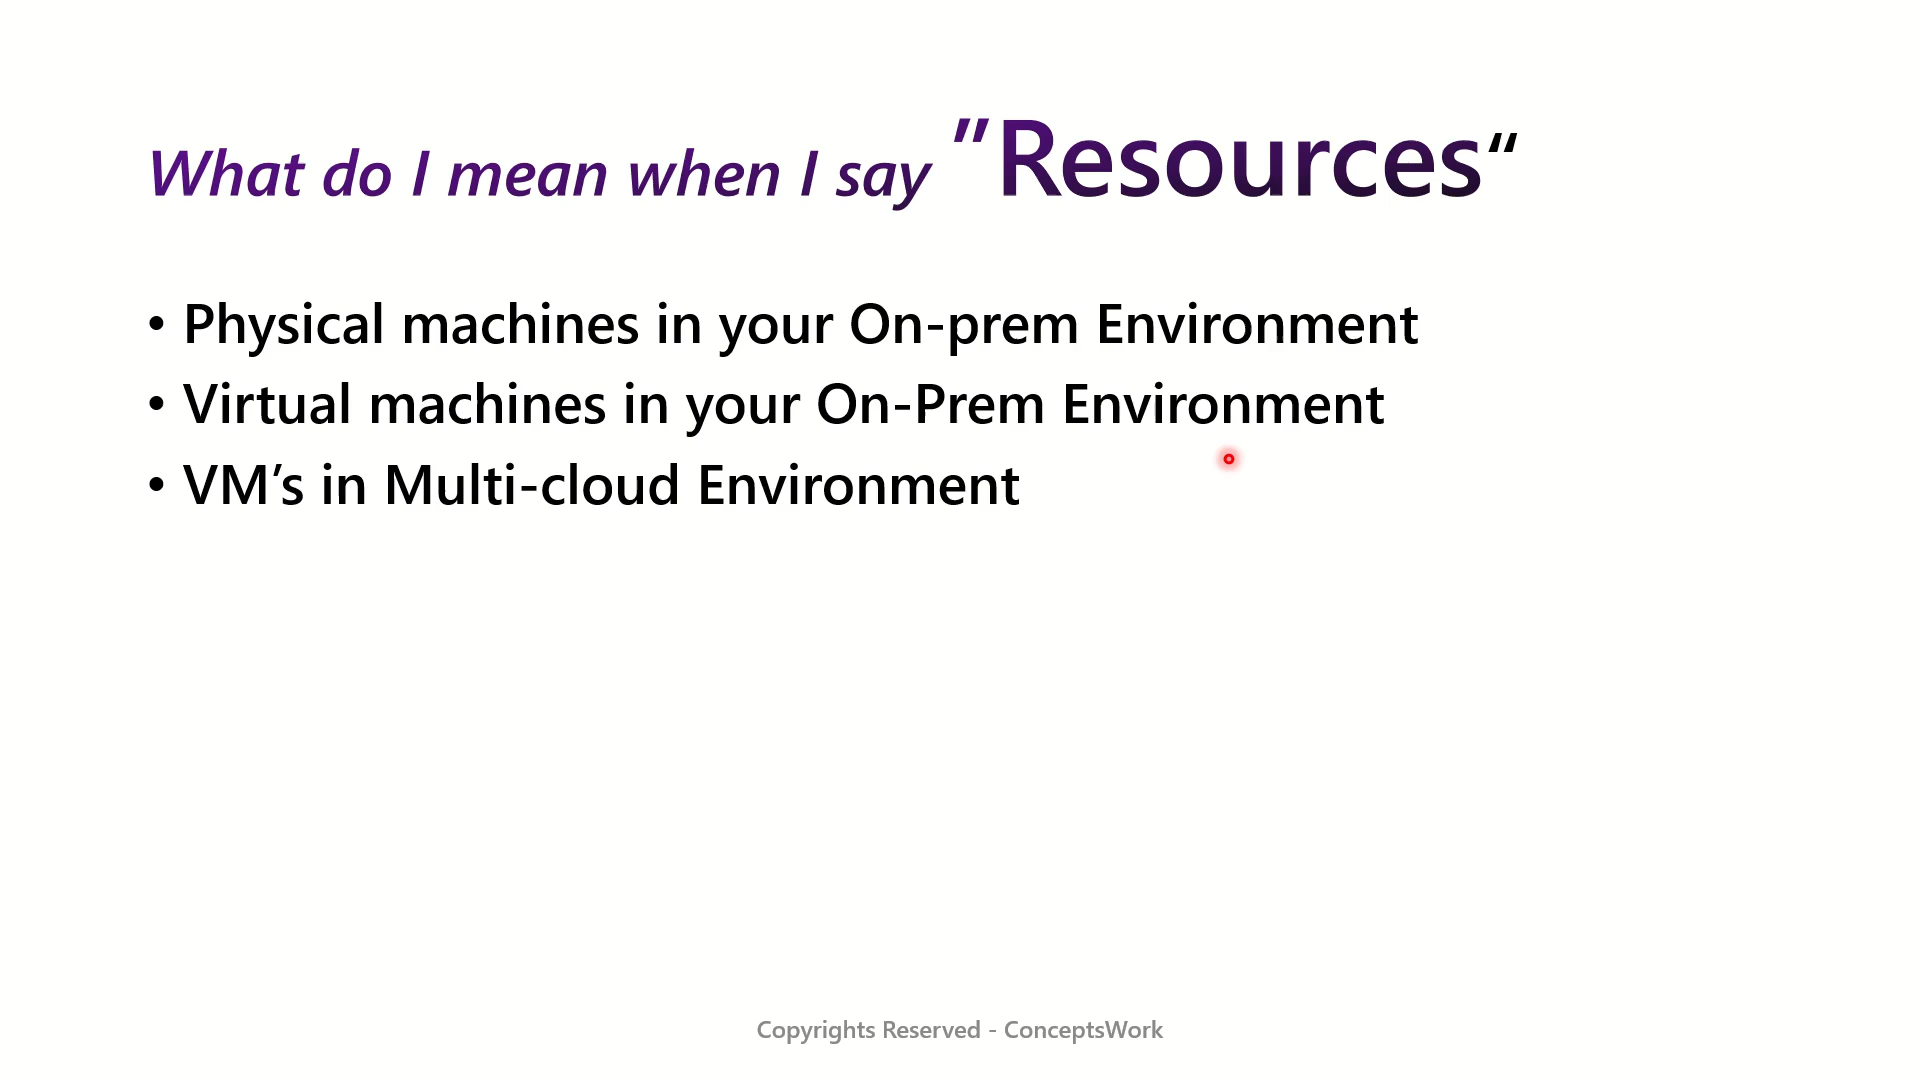 What do I mean when I say ”Resources“
• Physical machines in your On-prem Environment
• Virtual machines in your On-Prem Environment
• VM’s in Multi-cloud Environment
Copyrights Reserved - ConceptsWork